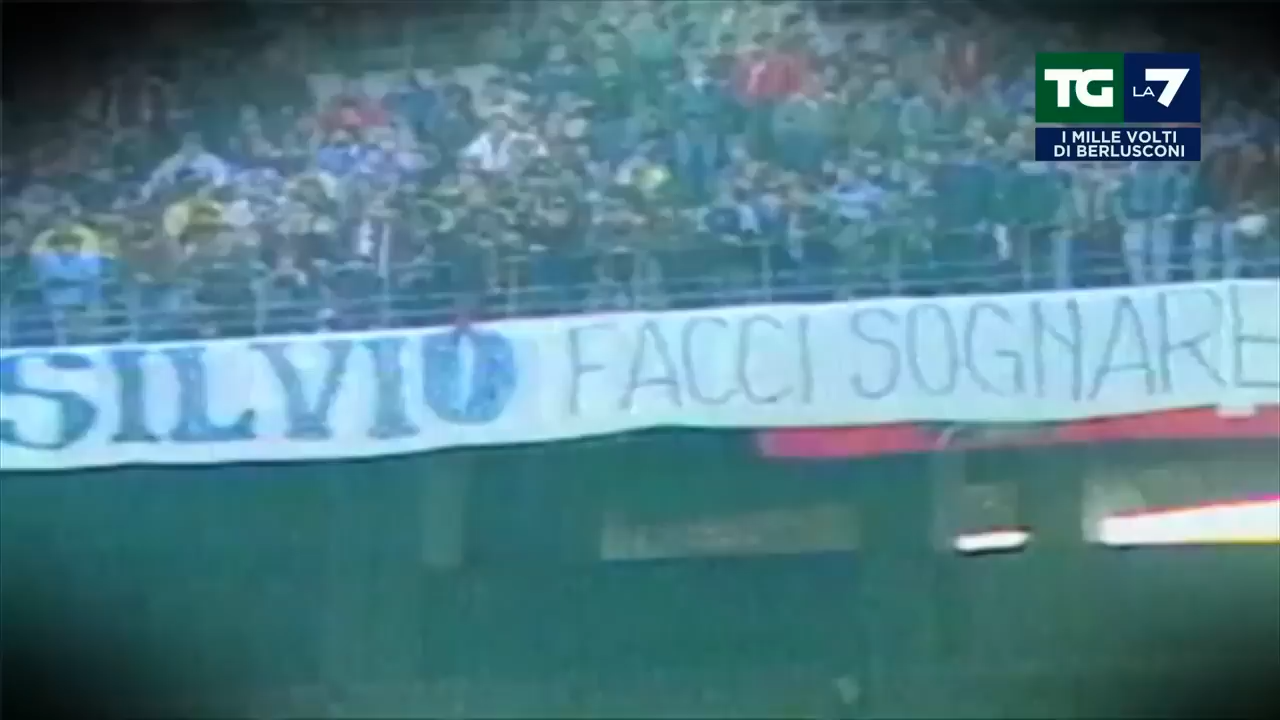 TG LA 7
I MILLE VOLTI
DI BERLUSCONI
SILVIO FACCI SOGNARE